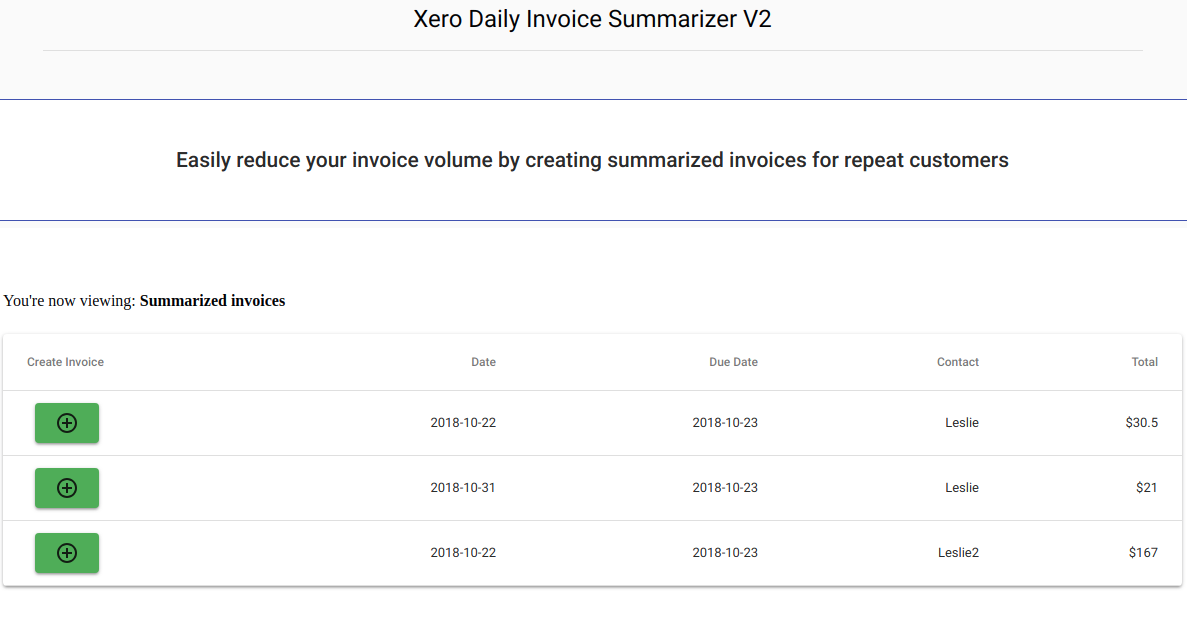 Xero Daily Invoice Summarizer V2
Easily reduce your invoice volume by creating summarized invoices for repeat customers
You're now viewing: Summarized invoices
Create Invoice Date Due Date Contact Total
2018-10-22 2018-10-23 Leslie $30.5
2018-10-31 2018-10-23 Leslie $21
2018-10-22 2018-10-23 Leslie2 $167